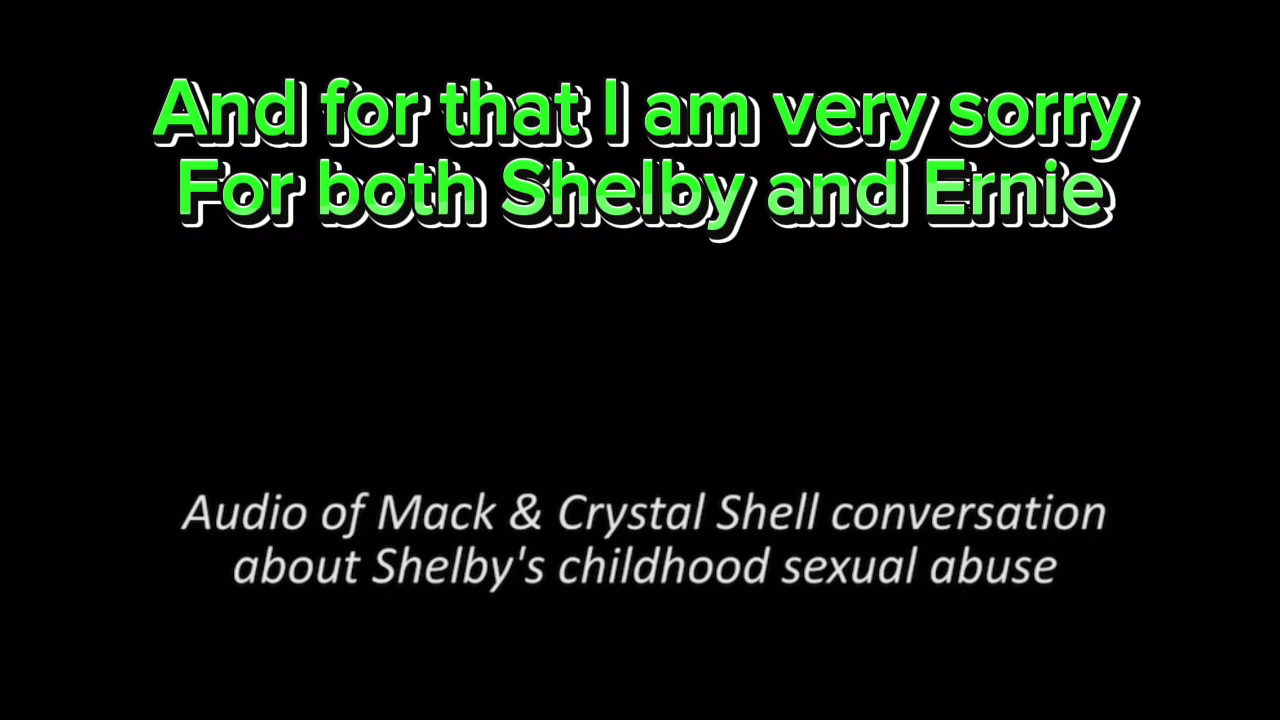 And for that I am very sorry
For both Shelby and Ernie
Audio of Mack & Crystal Shell conversation
about Shelby's childhood sexual abuse